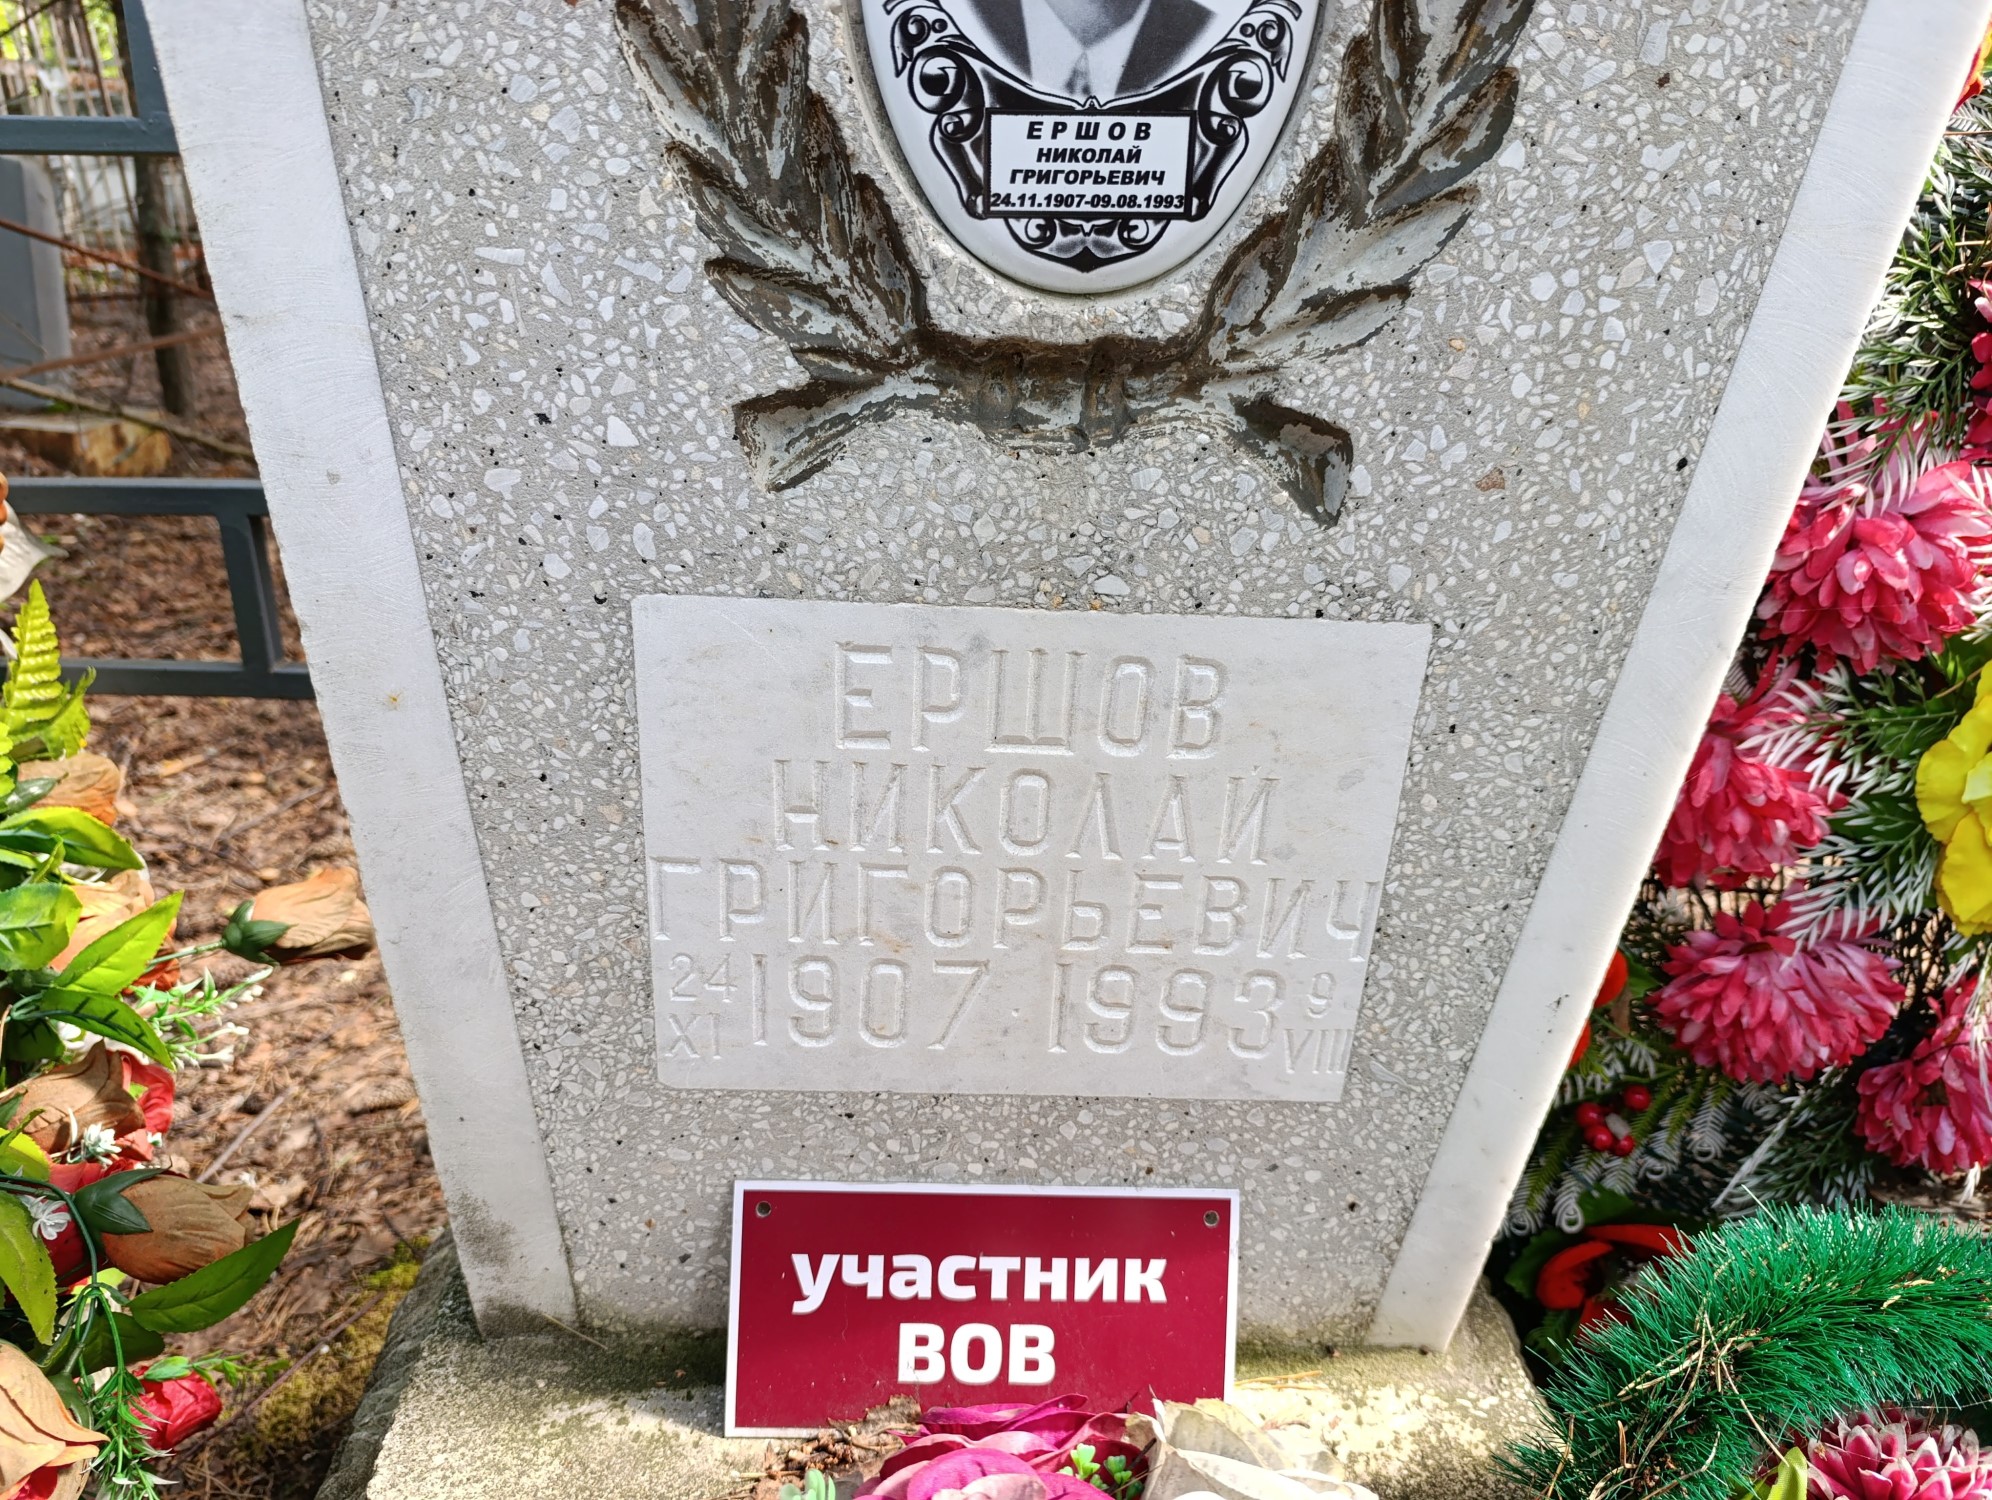 ЕРШОВ
НИКОЛАЙ
ГРИГОРЬЕВИЧ
24.11.1907-09.08.1993
ЕРШОВ
НИКОЛАЙ
ГРИГОРЬЕВИЧ
24 XI 1907 · 1993 9 VIII
участник
ВОВ